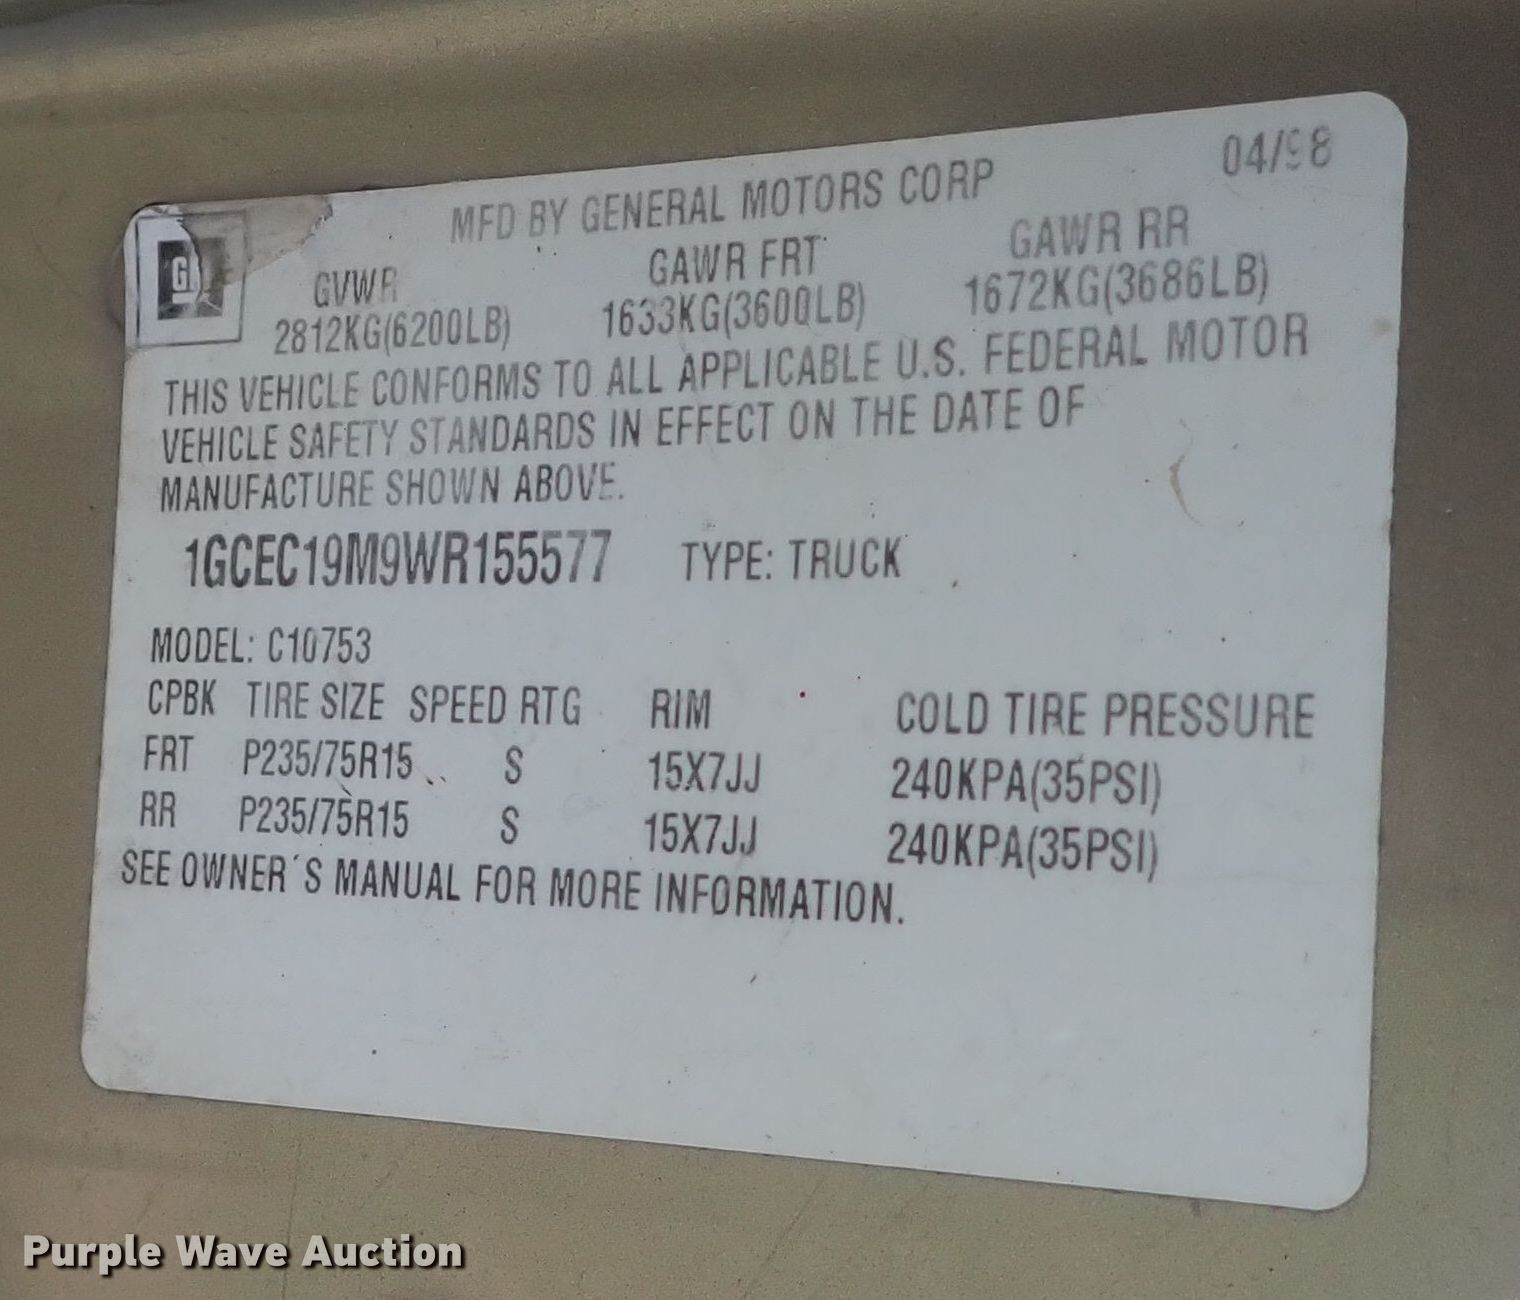 04/98
MFD BY GENERAL MOTORS CORP
GVWR GAWR FRT GAWR RR
2812KG(6200LB) 1633KG(3600LB) 1672KG(3686LB)
THIS VEHICLE CONFORMS TO ALL APPLICABLE U.S. FEDERAL MOTOR
VEHICLE SAFETY STANDARDS IN EFFECT ON THE DATE OF
MANUFACTURE SHOWN ABOVE.
1GCEC19M9WR155577 TYPE: TRUCK
MODEL: C10753
CPBK TIRE SIZE SPEED RTG RIM COLD TIRE PRESSURE
FRT P235/75R15 S 15X7JJ 240KPA(35PSI)
RR P235/75R15 S 15X7JJ 240KPA(35PSI)
SEE OWNER´S MANUAL FOR MORE INFORMATION.
Purple Wave Auction